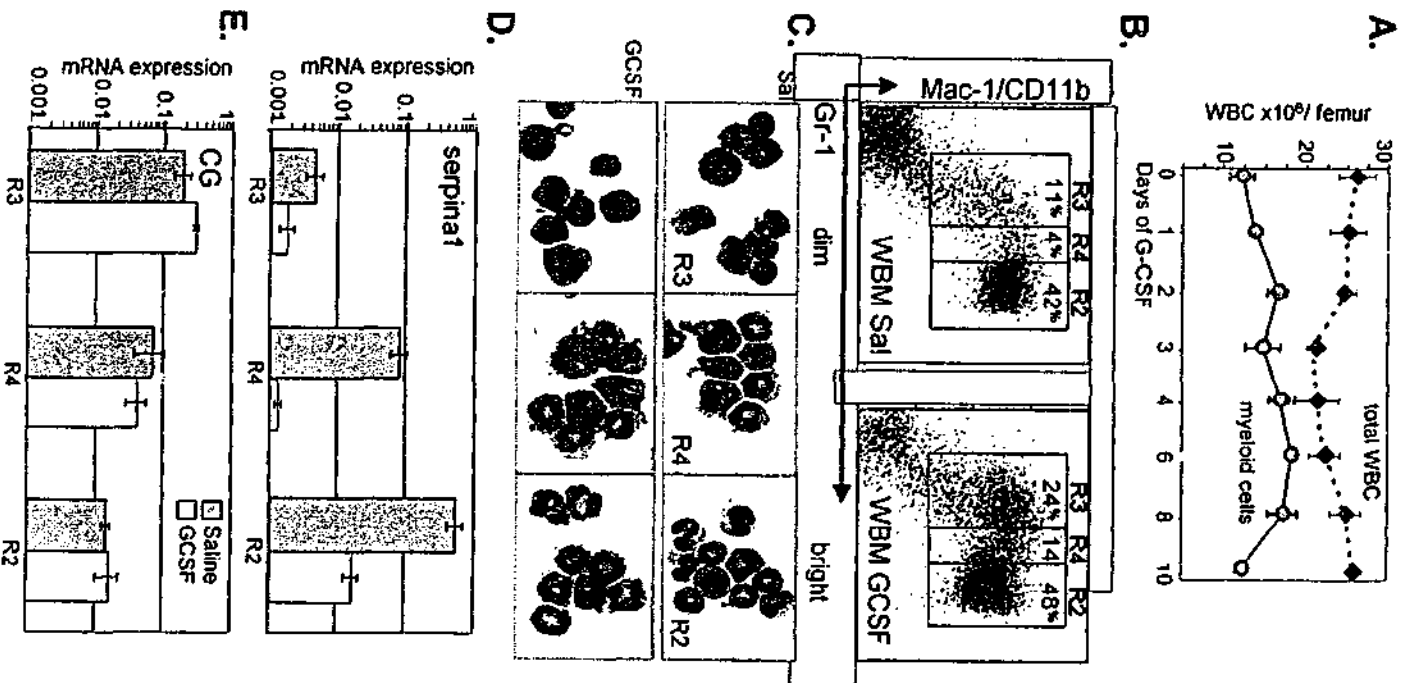 A.
WBC x10⁶/ femur
30
20
10
total WBC
myeloid cells
0 1 2 3 4 6 8 10
Days of G-CSF
B.
Mac-1/CD11b
R3 R4 R2
11% 4% 42%
WBM Sal
R3 R4 R2
24% 14 48%
WBM GCSF
Gr-1 dim bright
C.
Sal
R3 R4 R2
GCSF
D.
mRNA expression
1
0.1
0.01
0.001
serpina1
R3 R4 R2
E.
mRNA expression
1
0.1
0.01
0.001
CG
Saline
GCSF
R3 R4 R2